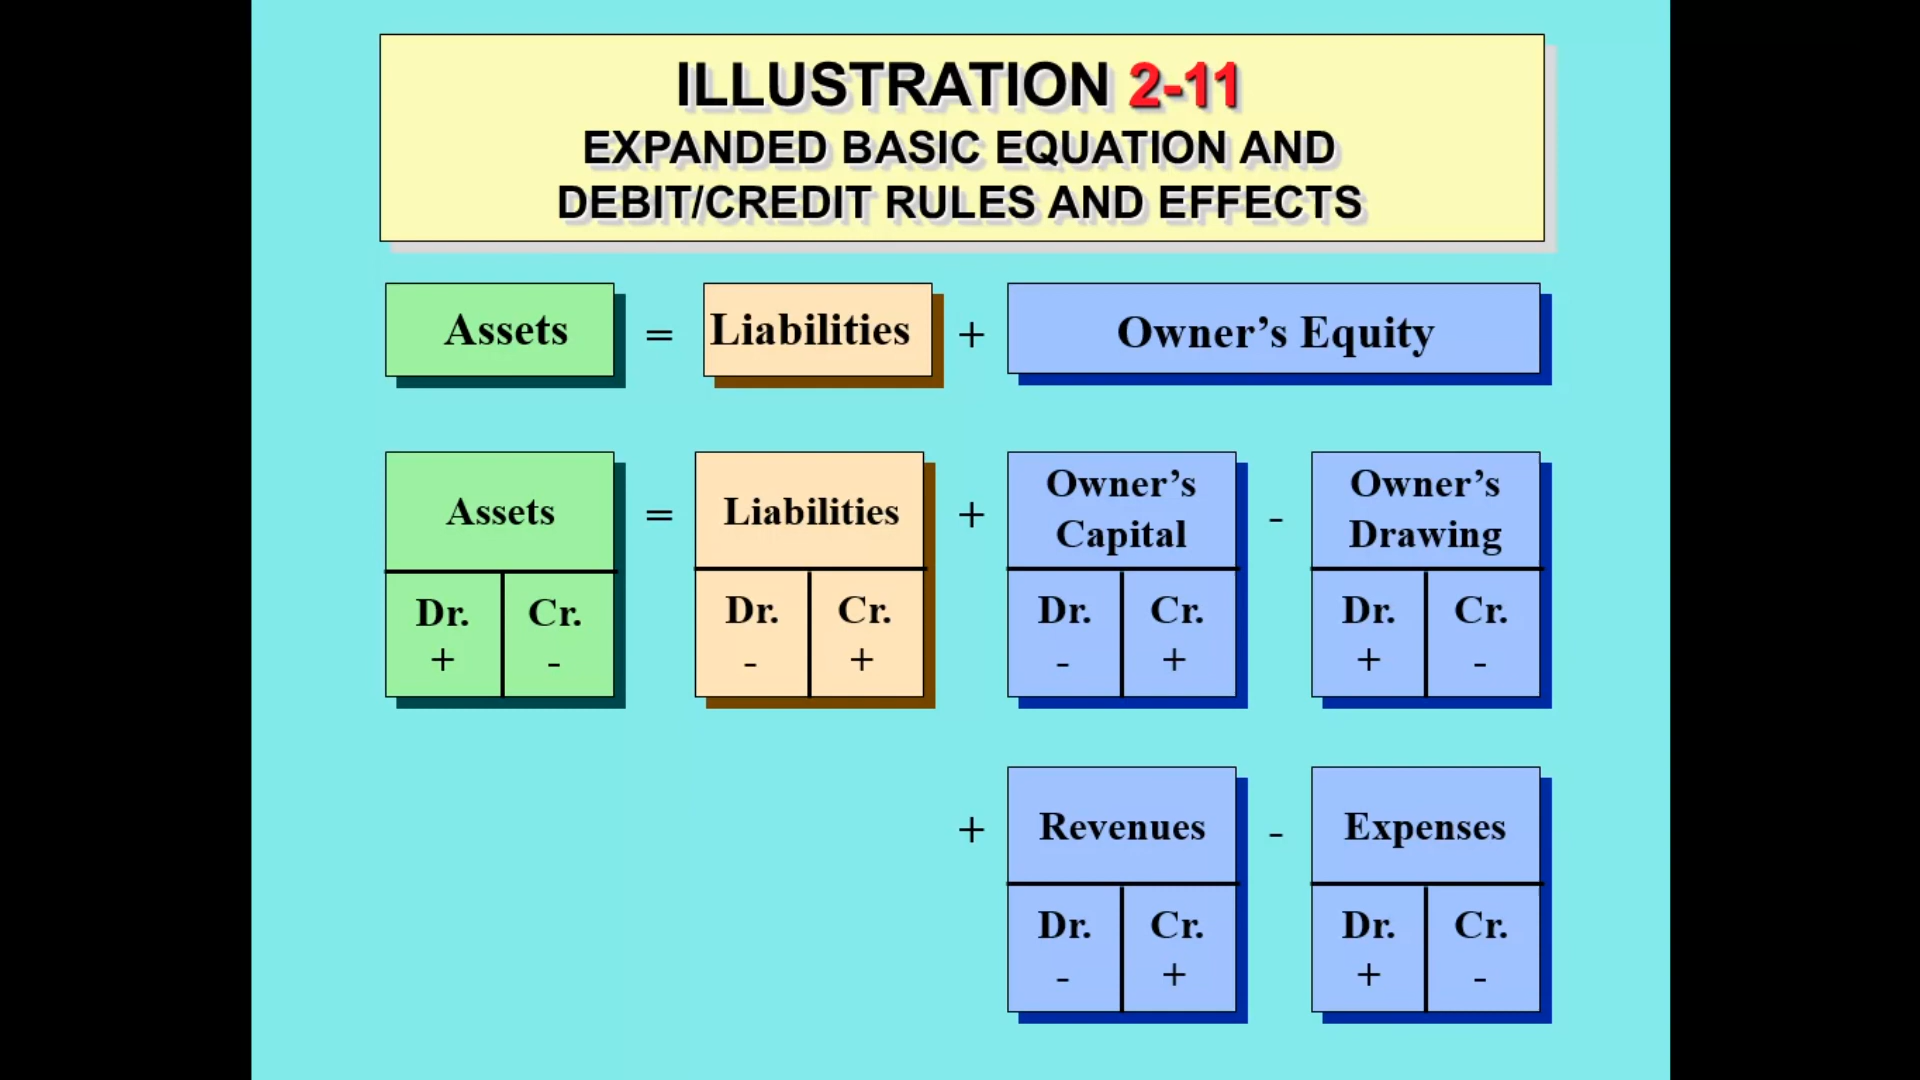 ILLUSTRATION 2-11
EXPANDED BASIC EQUATION AND
DEBIT/CREDIT RULES AND EFFECTS
Assets = Liabilities + Owner’s Equity
Assets = Liabilities + Owner’s Capital - Owner’s Drawing
Dr. Cr. Dr. Cr. Dr. Cr. Dr. Cr.
+ - - + - + + -
+ Revenues - Expenses
Dr. Cr. Dr. Cr.
- + + -